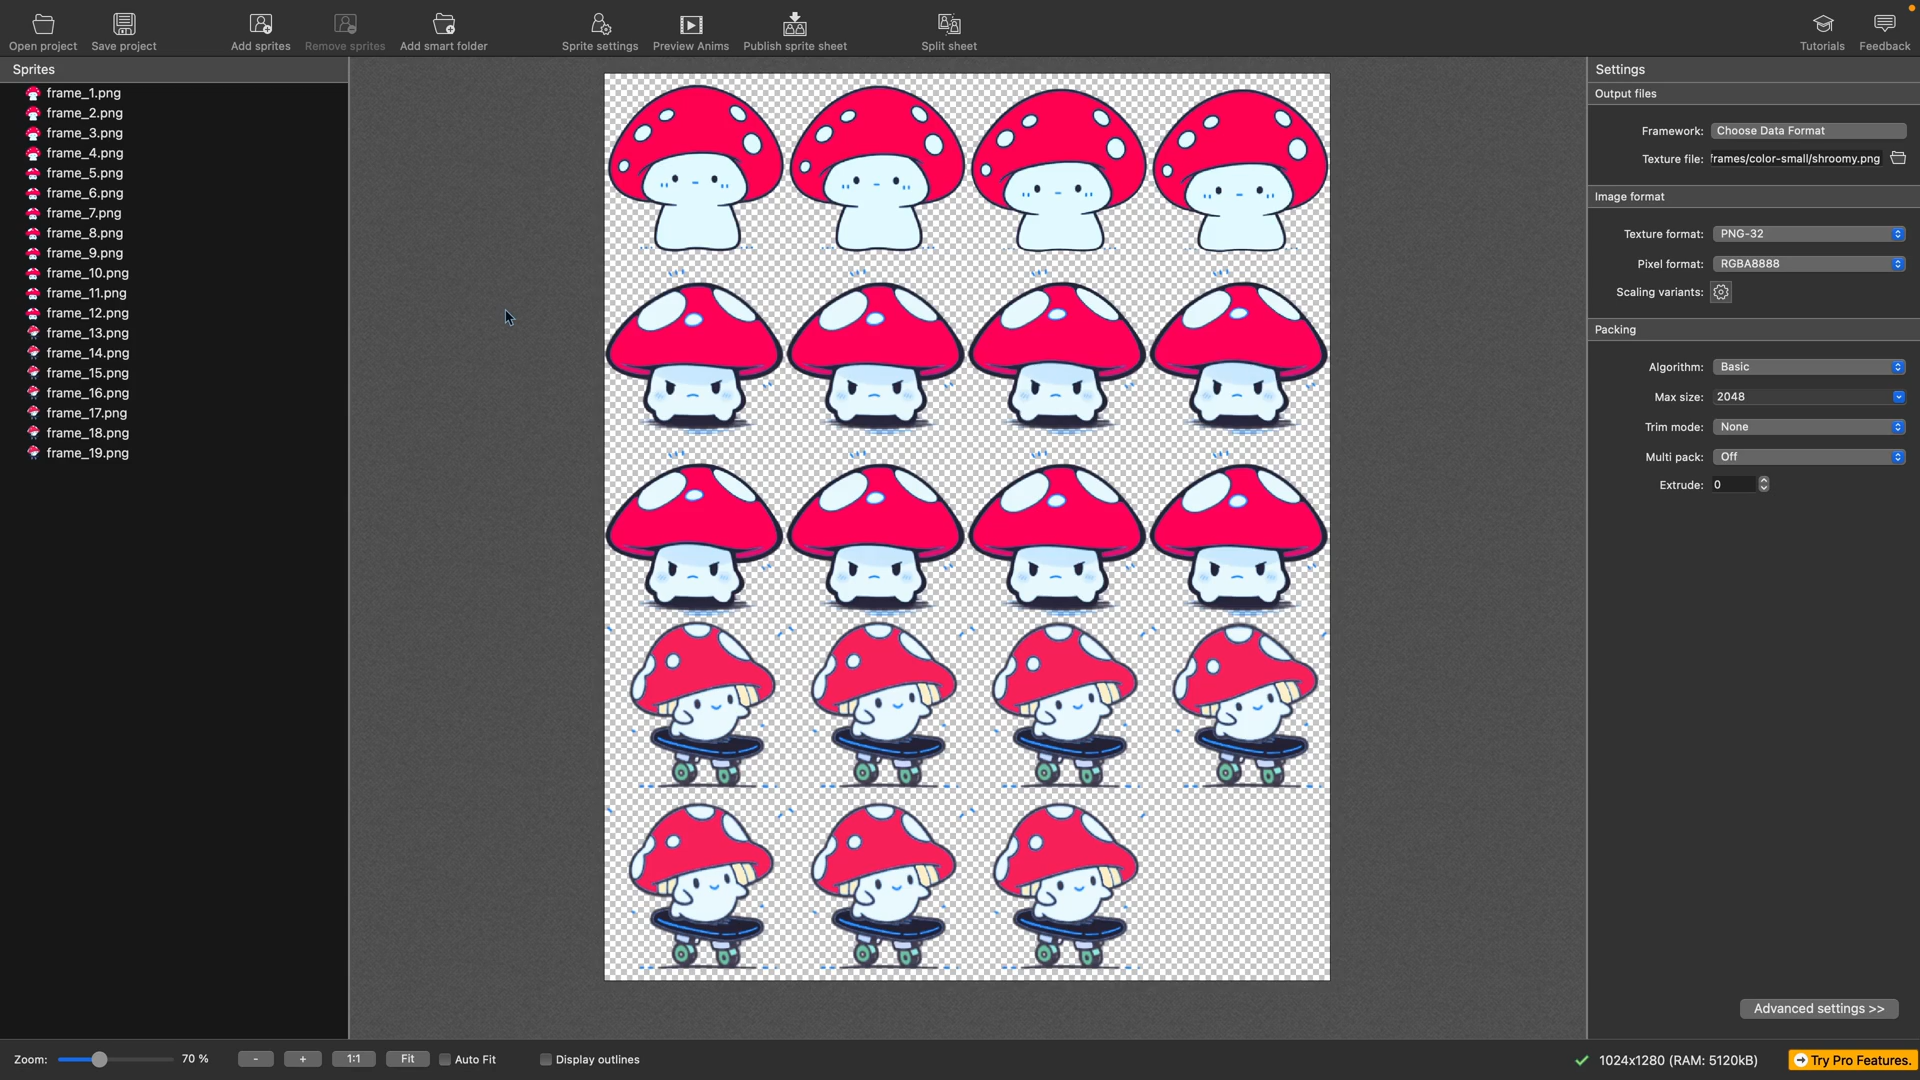 Open project
Save project
Add sprites
Remove sprites
Add smart folder
Sprite settings
Preview Anims
Publish sprite sheet
Split sheet
Tutorials
Feedback
Sprites
frame_1.png
frame_2.png
frame_3.png
frame_4.png
frame_5.png
frame_6.png
frame_7.png
frame_8.png
frame_9.png
frame_10.png
frame_11.png
frame_12.png
frame_13.png
frame_14.png
frame_15.png
frame_16.png
frame_17.png
frame_18.png
frame_19.png
Settings
Output files
Framework: Choose Data Format
Texture file: frames/color-small/shroomy.png
Image format
Texture format: PNG-32
Pixel format: RGBA8888
Scaling variants:
Packing
Algorithm: Basic
Max size: 2048
Trim mode: None
Multi pack: Off
Extrude: 0
Advanced settings >>
Zoom: 70 % - + 1:1 Fit Auto Fit Display outlines
1024x1280 (RAM: 5120kB)
Try Pro Features.